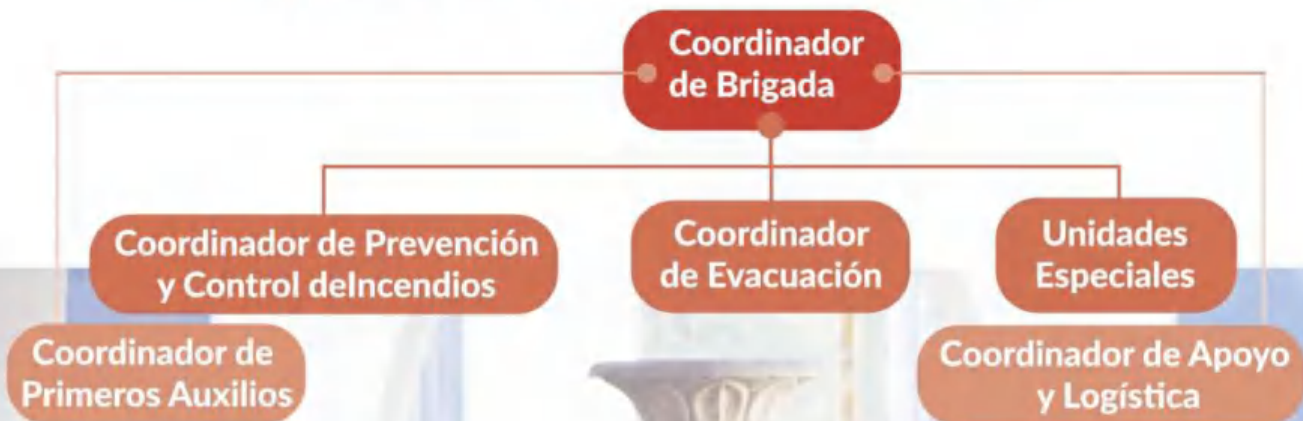 Coordinador
de Brigada
Coordinador de Prevención
y Control deIncendios
Coordinador
de Evacuación
Unidades
Especiales
Coordinador de
Primeros Auxilios
Coordinador de Apoyo
y Logística